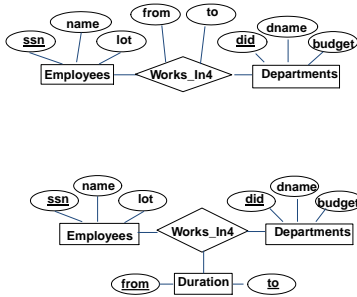 from to
name dname
ssn lot did budget
Employees Works_In4 Departments
name dname
ssn lot did budget
Employees Works_In4 Departments
from Duration to